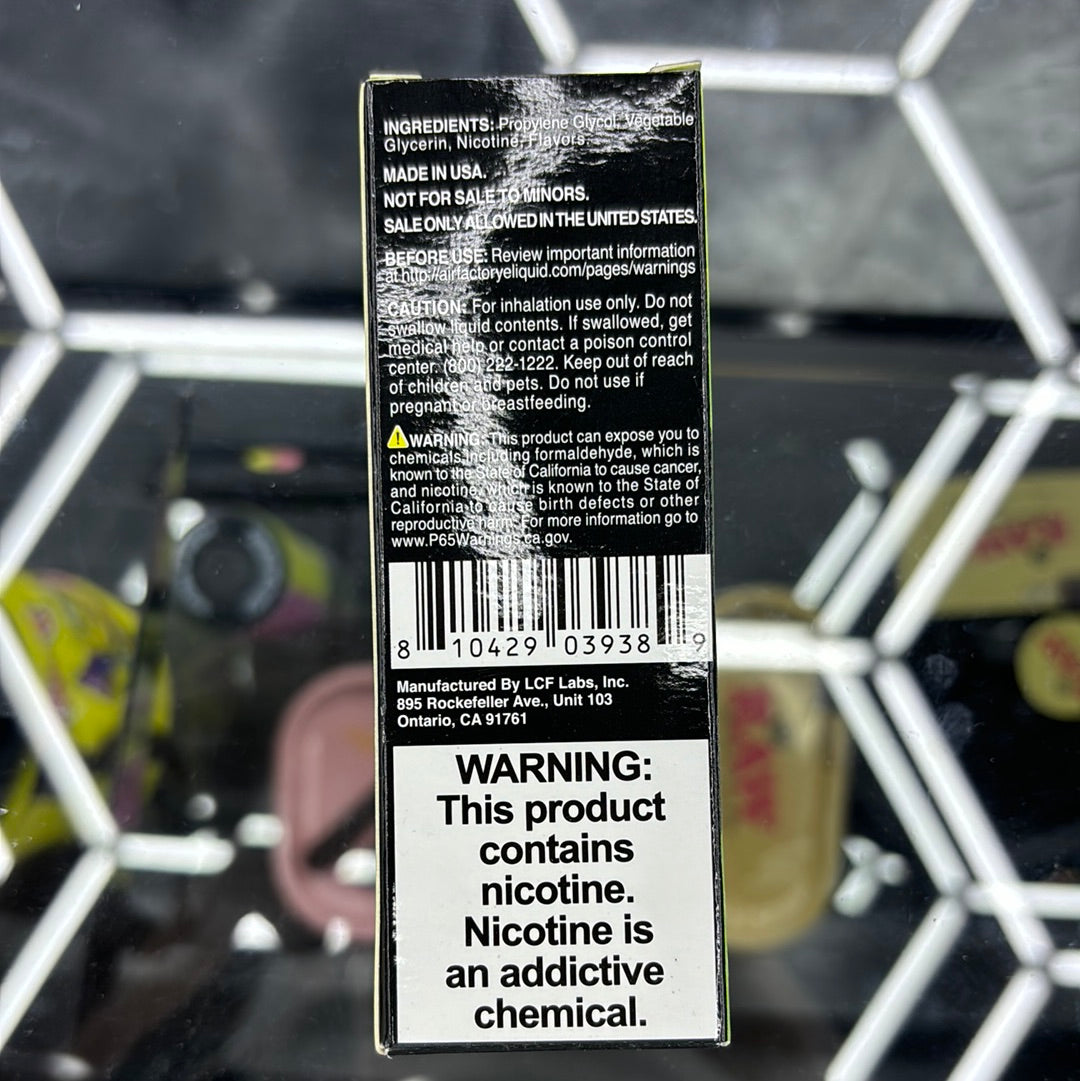 INGREDIENTS: Propylene Glycol, Vegetable
Glycerin, Nicotine, Flavors.
MADE IN USA.
NOT FOR SALE TO MINORS.
SALE ONLY ALLOWED IN THE UNITED STATES.
BEFORE USE: Review important information
at http://airfactoryeliquid.com/pages/warnings
CAUTION: For inhalation use only. Do not
swallow liquid contents. If swallowed, get
medical help or contact a poison control
center. (800) 222-1222. Keep out of reach
of children and pets. Do not use if
pregnant or breastfeeding.
WARNING: This product can expose you to
chemicals including formaldehyde, which is
known to the State of California to cause cancer,
and nicotine, which is known to the State of
California to cause birth defects or other
reproductive harm. For more information go to
www.P65Warnings.ca.gov.
8 10429 03938 9
Manufactured By LCF Labs, Inc.
895 Rockefeller Ave., Unit 103
Ontario, CA 91761
WARNING:
This product
contains
nicotine.
Nicotine is
an addictive
chemical.
RAW
RAW